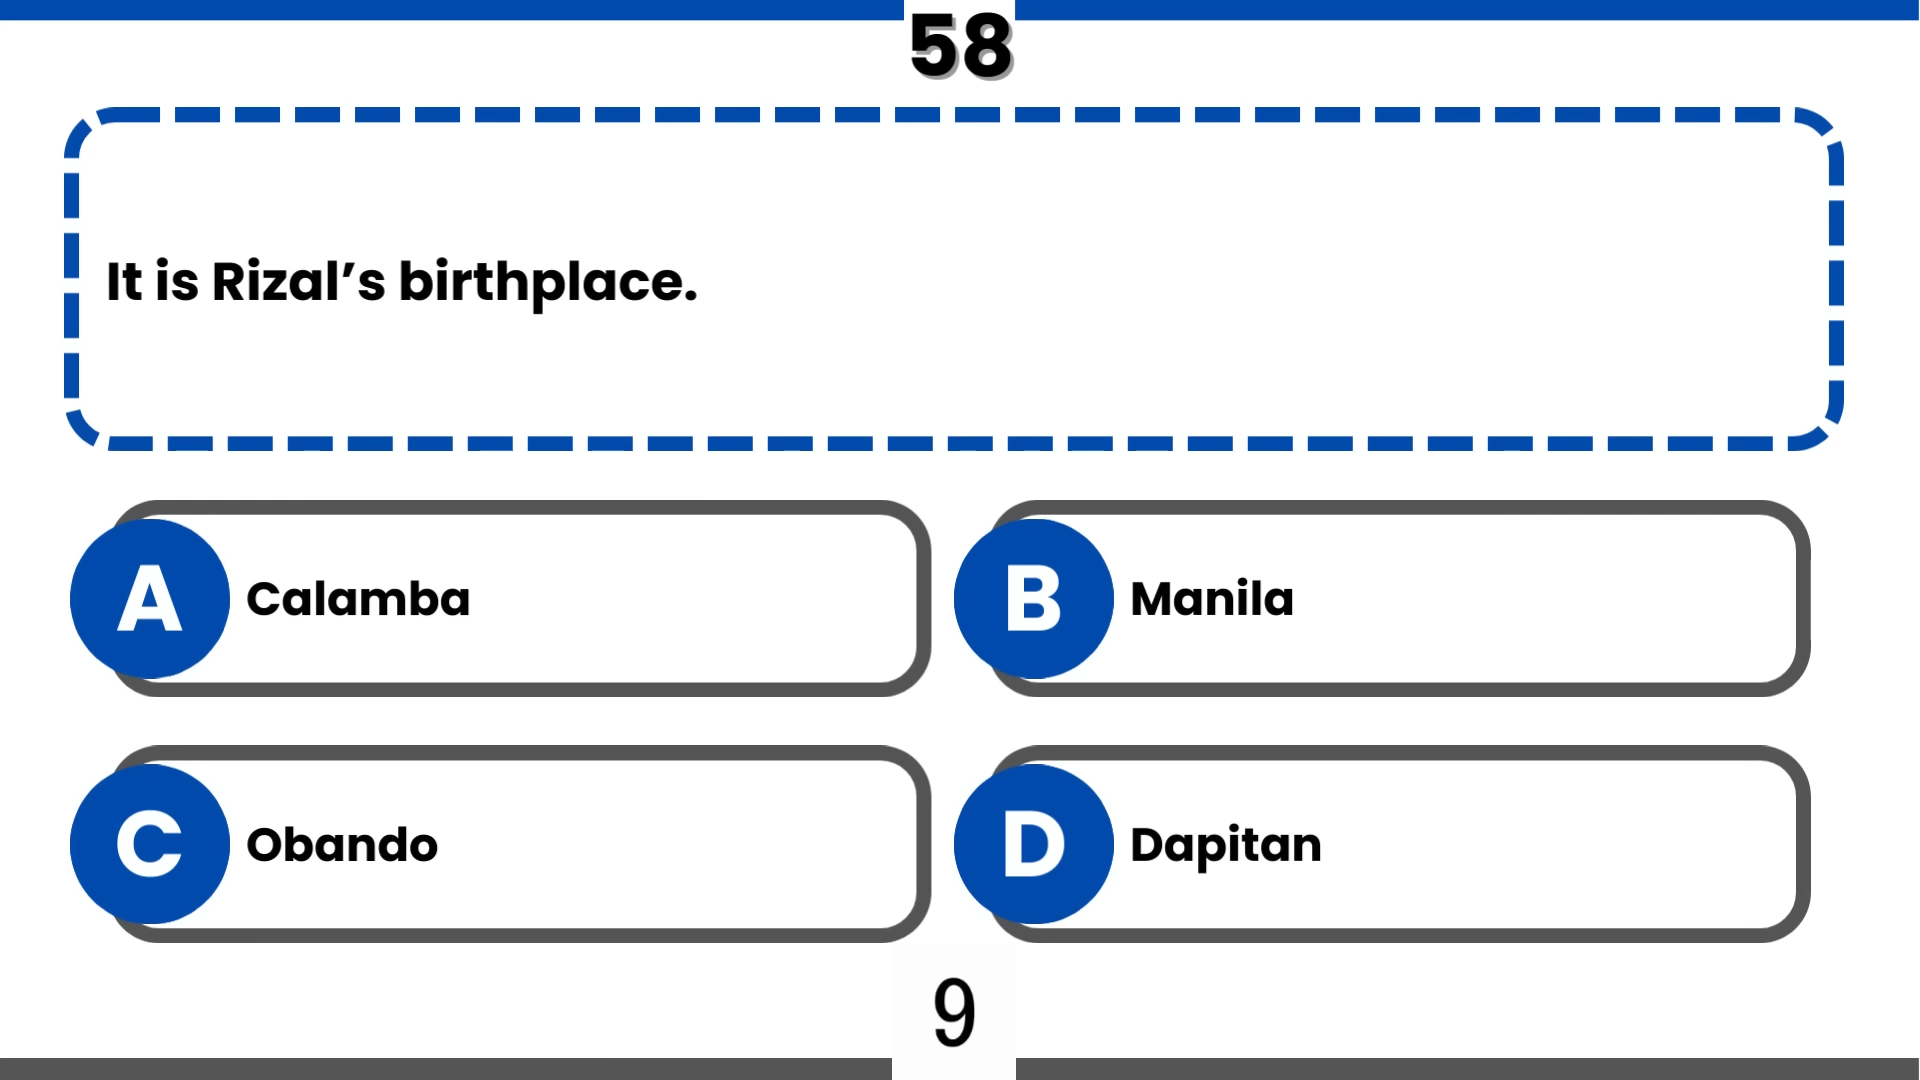 58
It is Rizal’s birthplace.
A Calamba
B Manila
C Obando
D Dapitan
9